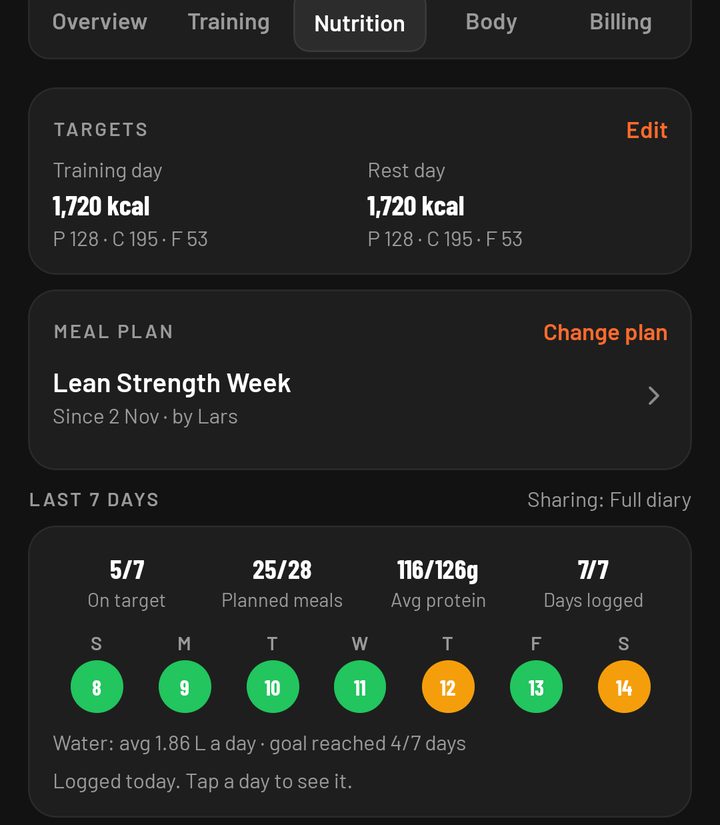 Overview Training Nutrition Body Billing
TARGETS Edit
Training day Rest day
1,720 kcal 1,720 kcal
P 128 · C 195 · F 53 P 128 · C 195 · F 53
MEAL PLAN Change plan
Lean Strength Week
Since 2 Nov · by Lars
LAST 7 DAYS Sharing: Full diary
5/7 25/28 116/126g 7/7
On target Planned meals Avg protein Days logged
S M T W T F S
8 9 10 11 12 13 14
Water: avg 1.86 L a day · goal reached 4/7 days
Logged today. Tap a day to see it.